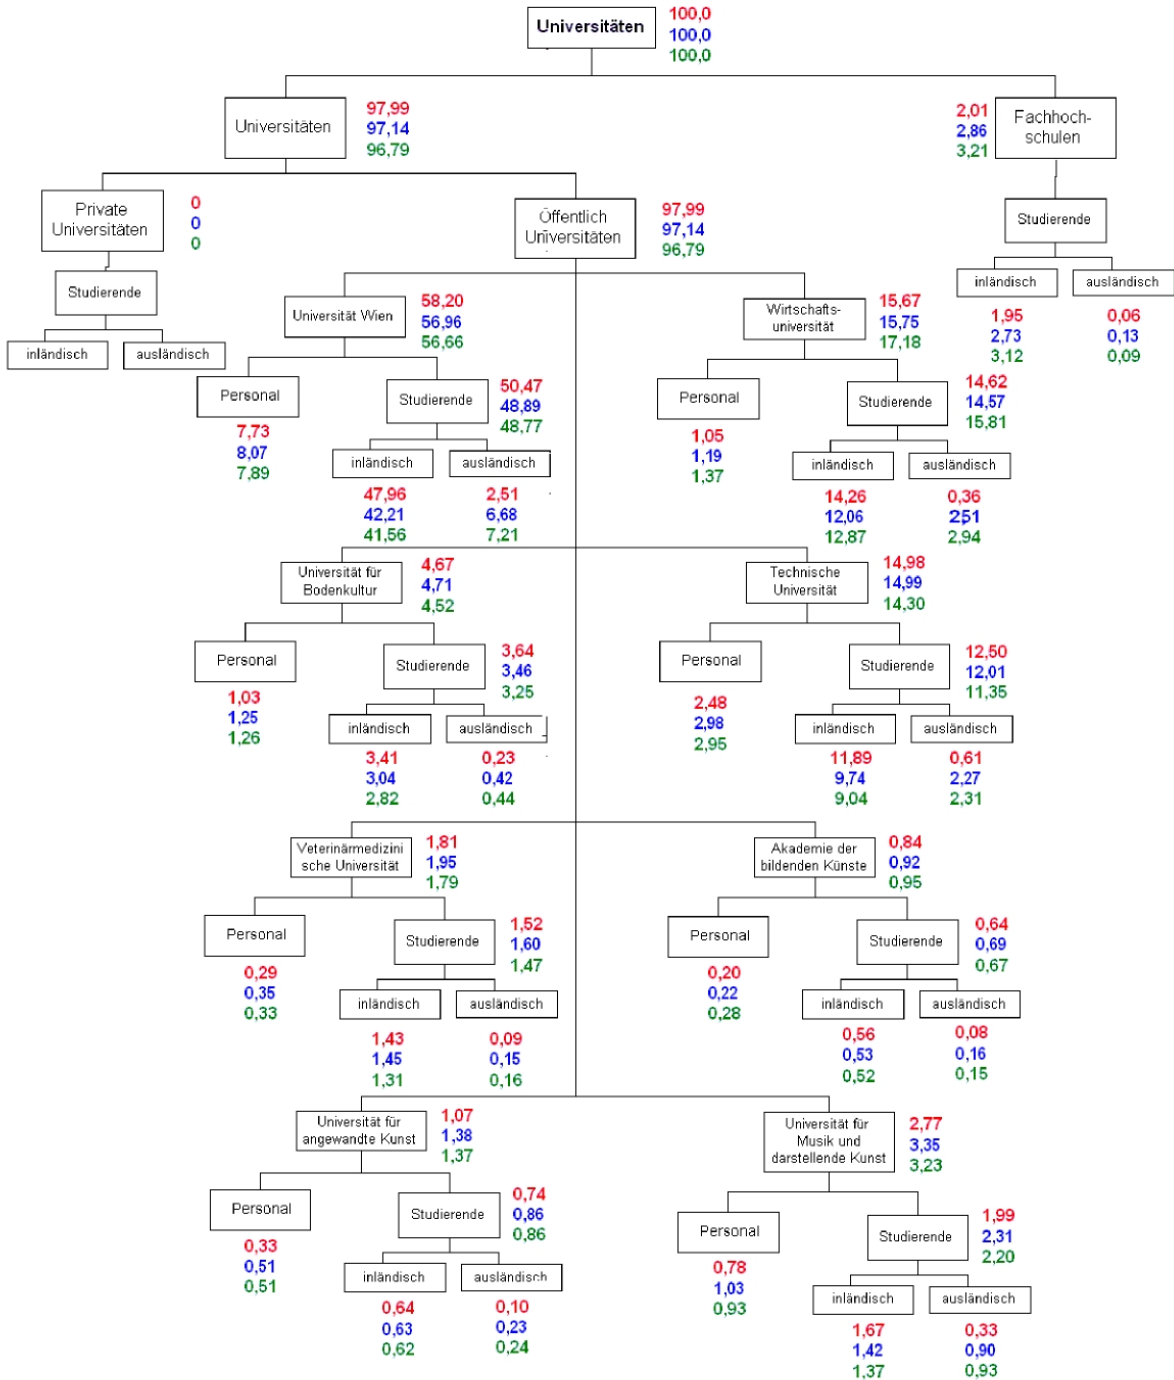 Universitäten
100,0
100,0
100,0
Universitäten
97,99
97,14
96,79
2,01
2,86
3,21
Fachhoch-
schulen
Private
Universitäten
0
0
0
Öffentlich
Universitäten
97,99
97,14
96,79
Studierende
inländisch
ausländisch
1,95
2,73
3,12
0,06
0,13
0,09
Studierende
inländisch
ausländisch
Universität Wien
58,20
56,96
56,66
Personal
7,73
8,07
7,89
Studierende
50,47
48,89
48,77
inländisch
ausländisch
47,96
42,21
41,56
2,51
6,68
7,21
Wirtschafts-
universität
15,67
15,75
17,18
Personal
1,05
1,19
1,37
Studierende
14,62
14,57
15,81
inländisch
ausländisch
14,26
12,06
12,87
0,36
2,51
2,94
Universität für
Bodenkultur
4,67
4,71
4,52
Personal
1,03
1,25
1,26
Studierende
3,64
3,46
3,25
inländisch
ausländisch
3,41
3,04
2,82
0,23
0,42
0,44
Technische
Universität
14,98
14,99
14,30
Personal
2,48
2,98
2,95
Studierende
12,50
12,01
11,35
inländisch
ausländisch
11,89
9,74
9,04
0,61
2,27
2,31
Veterinärmedizini
sche Universität
1,81
1,95
1,79
Personal
0,29
0,35
0,33
Studierende
1,52
1,60
1,47
inländisch
ausländisch
1,43
1,45
1,31
0,09
0,15
0,16
Akademie der
bildenden Künste
0,84
0,92
0,95
Personal
0,20
0,22
0,28
Studierende
0,64
0,69
0,67
inländisch
ausländisch
0,56
0,53
0,52
0,08
0,16
0,15
Universität für
angewandte Kunst
1,07
1,38
1,37
Personal
0,33
0,51
0,51
Studierende
0,74
0,86
0,86
inländisch
ausländisch
0,64
0,63
0,62
0,10
0,23
0,24
Universität für
Musik und
darstellende Kunst
2,77
3,35
3,23
Personal
0,78
1,03
0,93
Studierende
1,99
2,31
2,20
inländisch
ausländisch
1,67
1,42
1,37
0,33
0,90
0,93